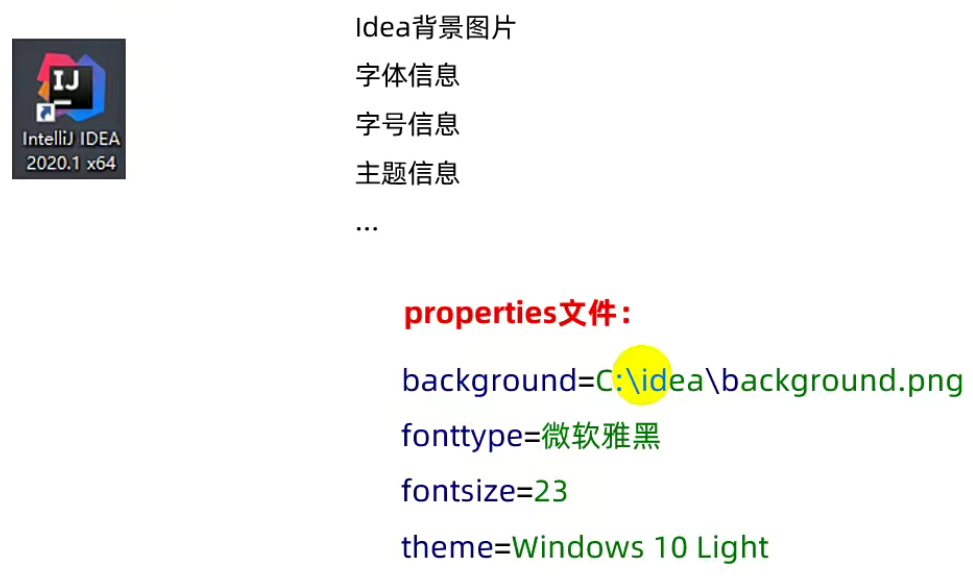 IJ
IntelliJ IDEA
2020.1 x64
Idea背景图片
字体信息
字号信息
主题信息
...
properties文件：
background=C:\idea\background.png
fonttype=微软雅黑
fontsize=23
theme=Windows 10 Light